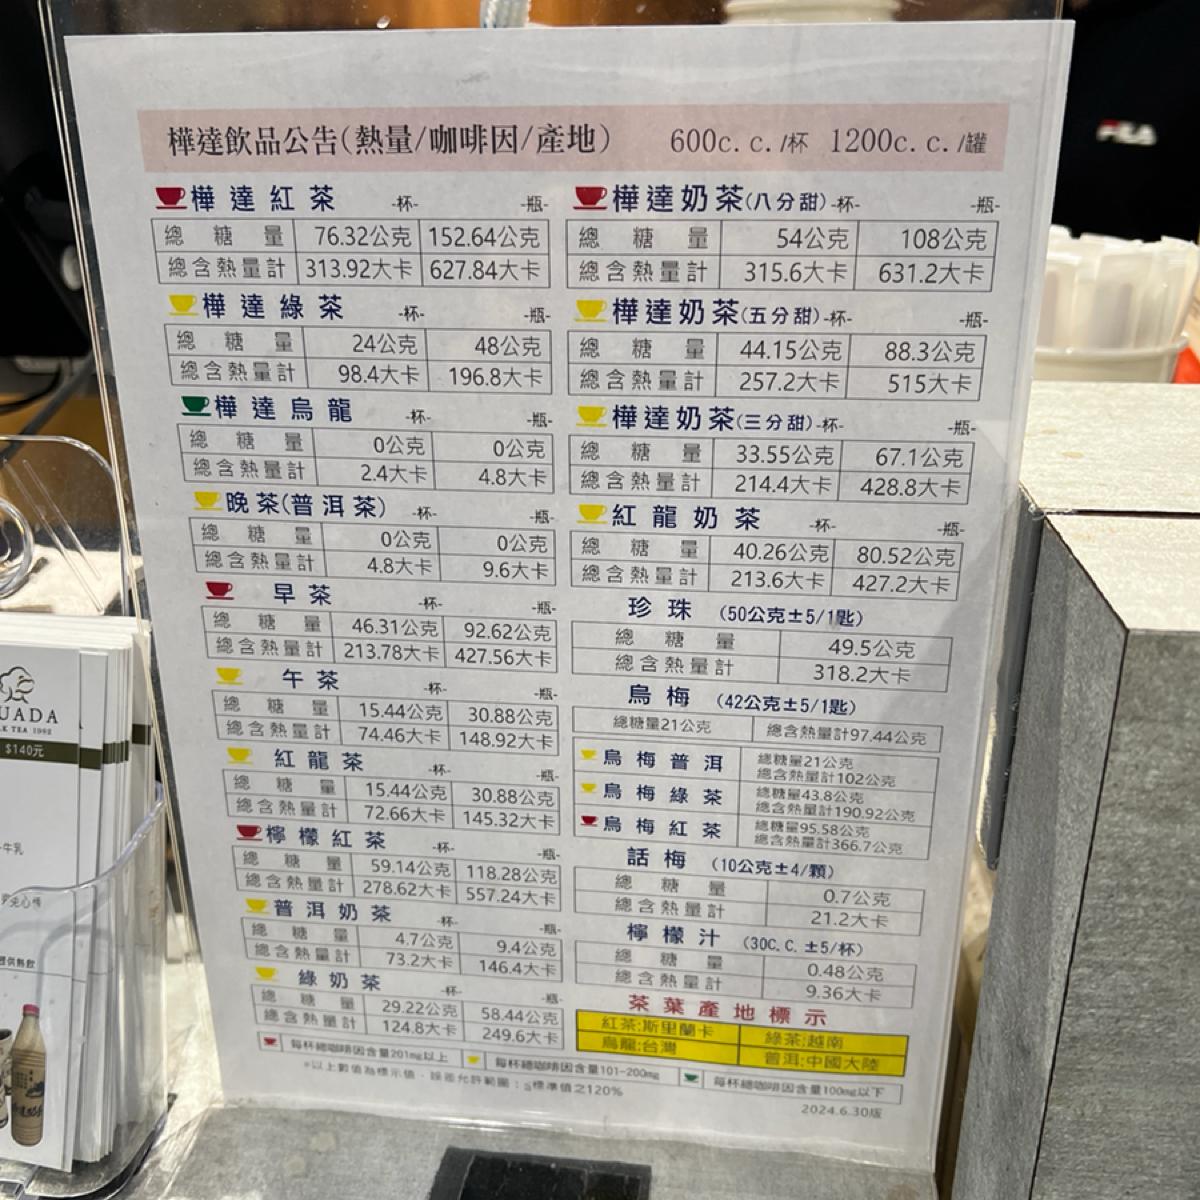 樺達飲品公告(熱量/咖啡因/產地) 600c.c./杯 1200c.c./罐
樺達紅茶 -杯- -瓶-
總糖量 76.32公克 152.64公克
總含熱量計 313.92大卡 627.84大卡
樺達綠茶 -杯- -瓶-
總糖量 24公克 48公克
總含熱量計 98.4大卡 196.8大卡
樺達烏龍 -杯- -瓶-
總糖量 0公克 0公克
總含熱量計 2.4大卡 4.8大卡
晚茶(普洱茶) -杯- -瓶-
總糖量 0公克 0公克
總含熱量計 4.8大卡 9.6大卡
早茶 -杯- -瓶-
總糖量 46.31公克 92.62公克
總含熱量計 213.78大卡 427.56大卡
午茶 -杯- -瓶-
總糖量 15.44公克 30.88公克
總含熱量計 74.46大卡 148.92大卡
紅龍茶 -杯- -瓶-
總糖量 15.44公克 30.88公克
總含熱量計 72.66大卡 145.32大卡
檸檬紅茶 -杯- -瓶-
總糖量 59.14公克 118.28公克
總含熱量計 278.62大卡 557.24大卡
普洱奶茶 -杯- -瓶-
總糖量 4.7公克 9.4公克
總含熱量計 73.2大卡 146.4大卡
綠奶茶 -杯- -瓶-
總糖量 29.22公克 58.44公克
總含熱量計 124.8大卡 249.6大卡
樺達奶茶(八分甜) -杯- -瓶-
總糖量 54公克 108公克
總含熱量計 315.6大卡 631.2大卡
樺達奶茶(五分甜) -杯- -瓶-
總糖量 44.15公克 88.3公克
總含熱量計 257.2大卡 515大卡
樺達奶茶(三分甜) -杯- -瓶-
總糖量 33.55公克 67.1公克
總含熱量計 214.4大卡 428.8大卡
紅龍奶茶 -杯- -瓶-
總糖量 40.26公克 80.52公克
總含熱量計 213.6大卡 427.2大卡
珍珠 (50公克±5/1匙)
總糖量 49.5公克
總含熱量計 318.2大卡
烏梅 (42公克±5/1匙)
總糖量21公克 總含熱量計97.44公克
烏梅普洱 總糖量21公克
總含熱量計102公克
烏梅綠茶 總糖量43.8公克
總含熱量計190.92公克
烏梅紅茶 總糖量95.58公克
總含熱量計366.7公克
話梅 (10公克±4/顆)
總糖量 0.7公克
總含熱量計 21.2大卡
檸檬汁 (30C.C.±5/杯)
總糖量 0.48公克
總含熱量計 9.36大卡
茶葉產地標示
紅茶:斯里蘭卡 綠茶:越南
烏龍:台灣 普洱:中國大陸
每杯總咖啡因含量201mg以上 每杯總咖啡因含量101-200mg 每杯總咖啡因含量100mg以下
*以上數值為標示值，誤差允許範圍：≦標準值之120%
2024.6.30版
FILA
UADA
LK TEA 1992
$140元
牛乳
提供熱飲